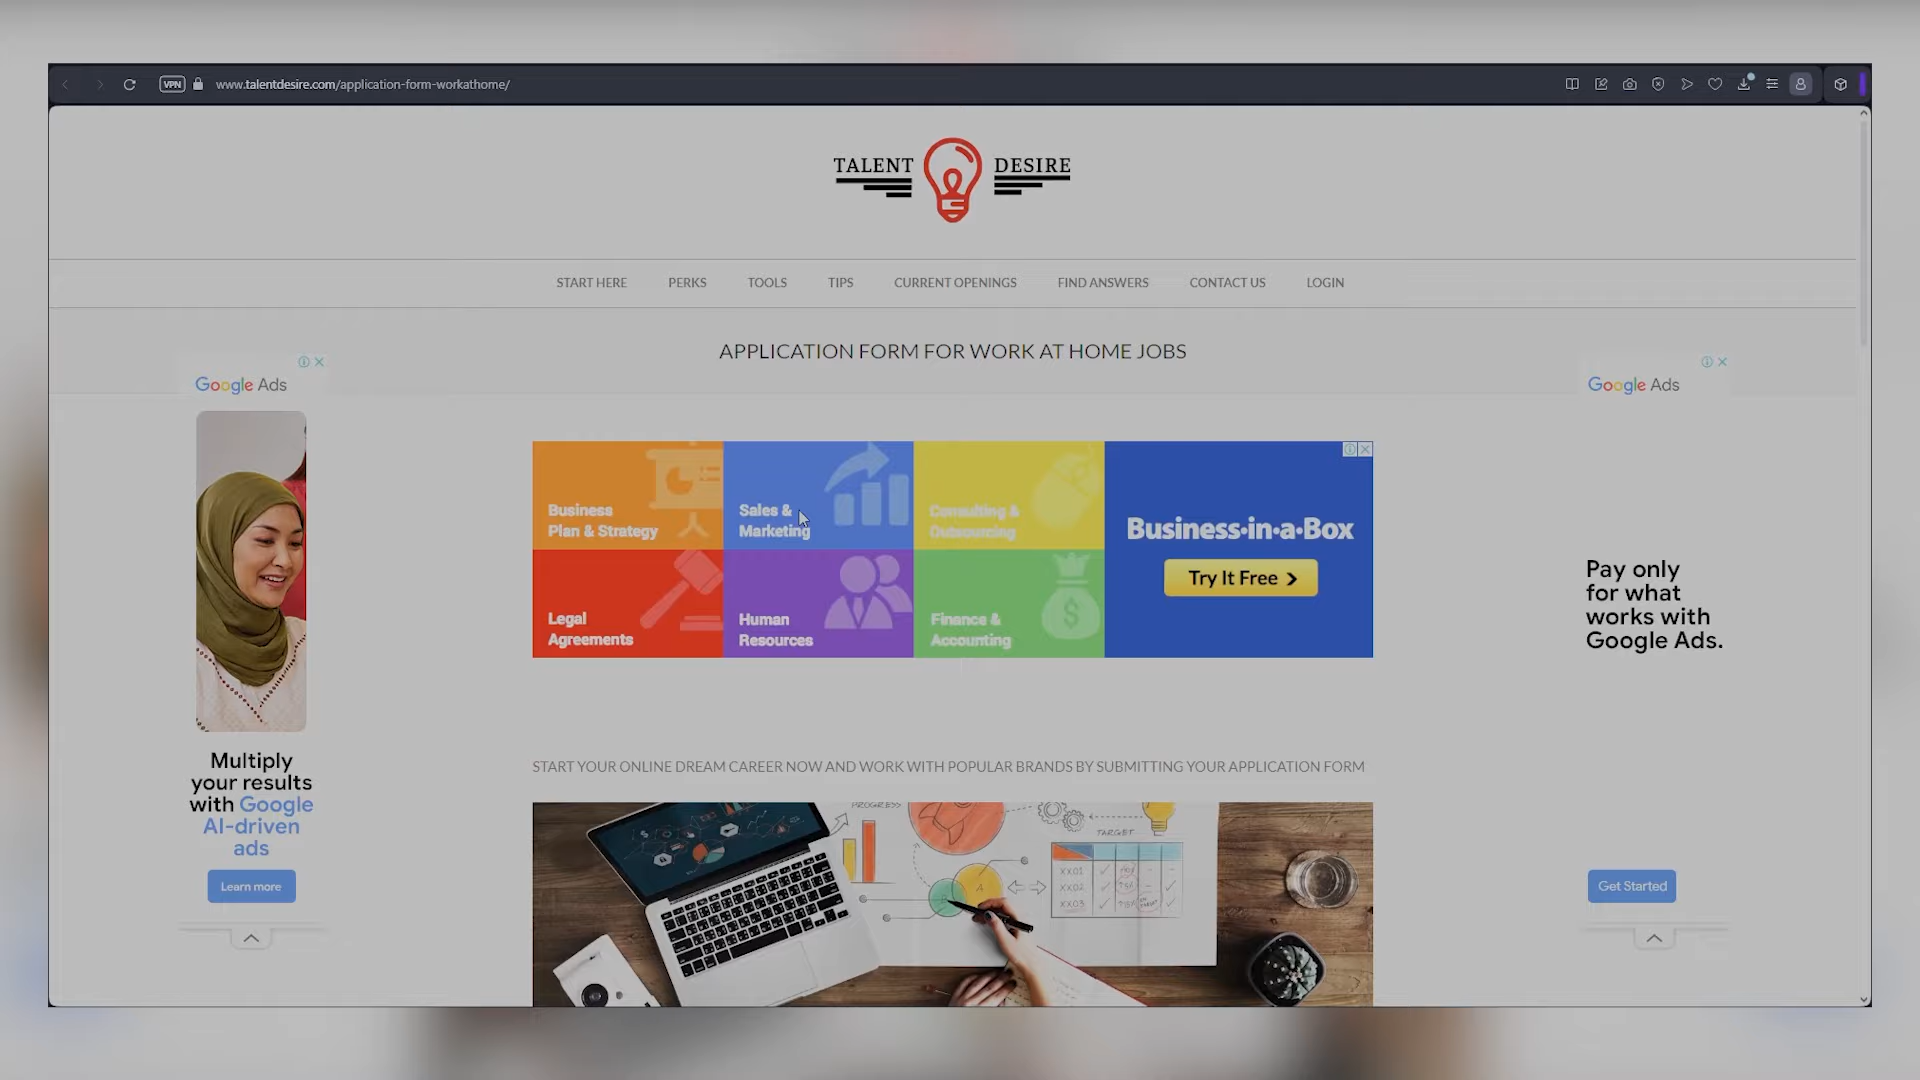 VPN
www.talentdesire.com/application-form-workathome/
TALENT DESIRE
START HERE PERKS TOOLS TIPS CURRENT OPENINGS FIND ANSWERS CONTACT US LOGIN
APPLICATION FORM FOR WORK AT HOME JOBS
Google Ads
Multiply
your results
with Google
AI-driven
ads
Learn more
Business
Plan & Strategy
Sales &
Marketing
Consulting &
Outsourcing
Legal
Agreements
Human
Resources
Finance &
Accounting
Business-in-a-Box
Try It Free
Google Ads
Pay only
for what
works with
Google Ads.
Get Started
START YOUR ONLINE DREAM CAREER NOW AND WORK WITH POPULAR BRANDS BY SUBMITTING YOUR APPLICATION FORM
PROGRESS
TARGET
XX01
XX02
XX03